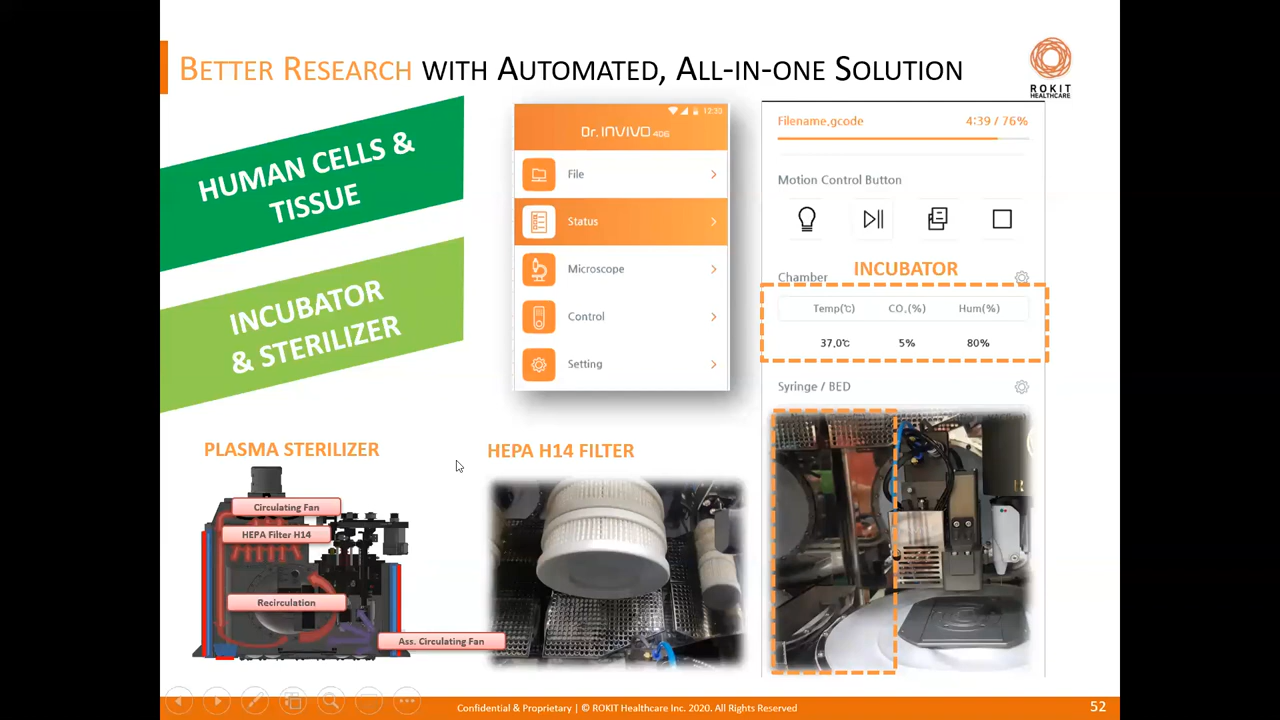 BETTER RESEARCH WITH AUTOMATED, ALL-IN-ONE SOLUTION
ROKIT
HEALTHCARE
HUMAN CELLS &
TISSUE
INCUBATOR
& STERILIZER
12:30
Dr. INVIVO 4D6
File
Status
Microscope
Control
Setting
Filename.gcode
4:39 / 76%
Motion Control Button
Chamber
INCUBATOR
Temp(℃) CO₂(%) Hum(%)
37.0℃ 5% 80%
Syringe / BED
PLASMA STERILIZER
Circulating Fan
HEPA Filter H14
Recirculation
Ass. Circulating Fan
HEPA H14 FILTER
Confidential & Proprietary | © ROKIT Healthcare Inc. 2020. All Rights Reserved
52